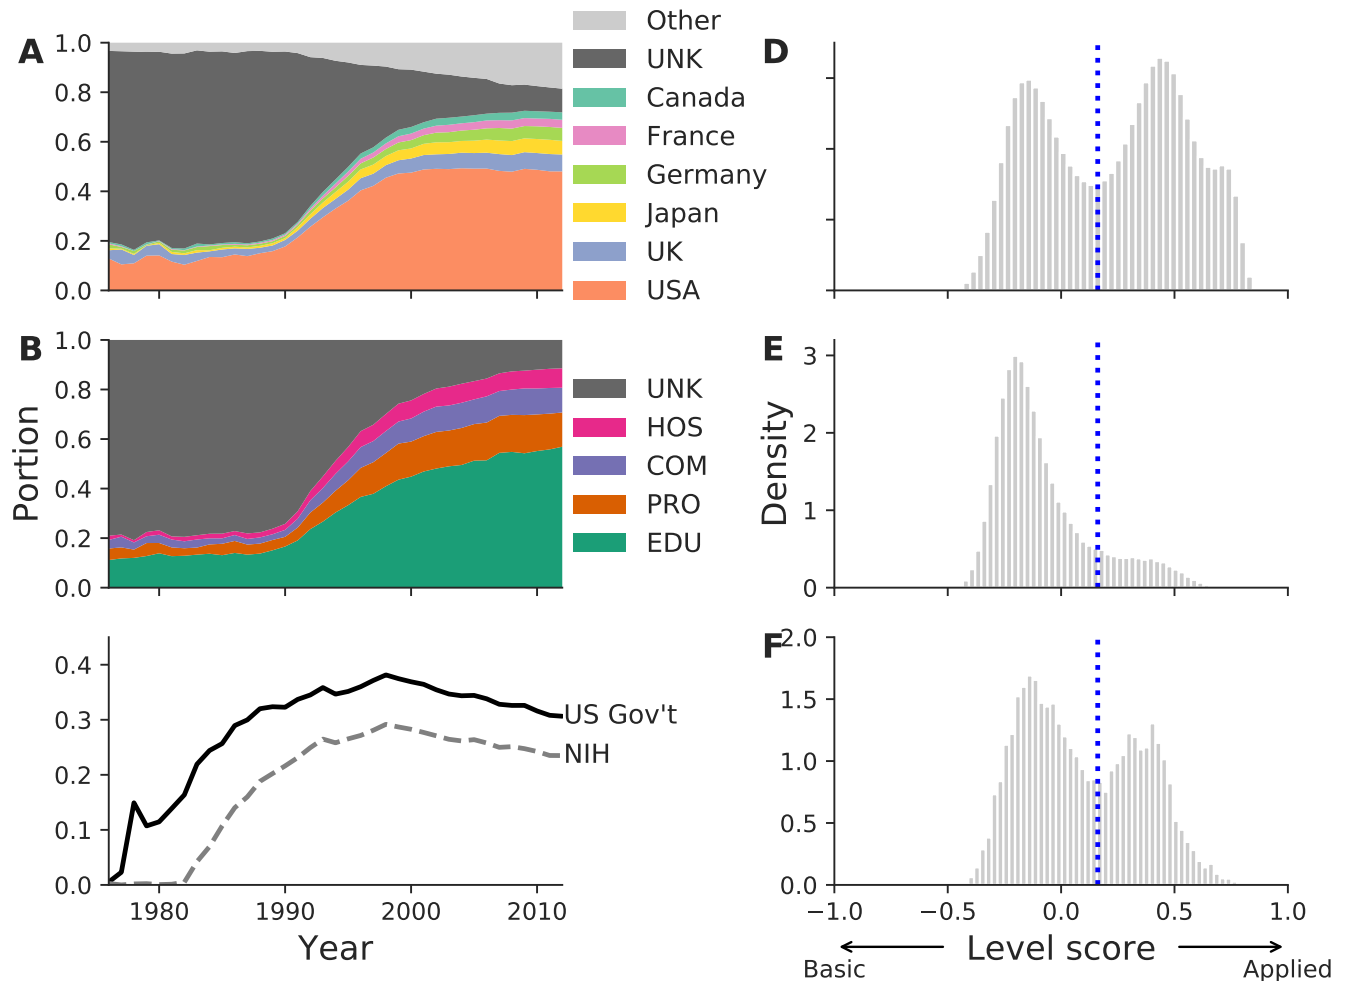 A
1.0
0.8
0.6
0.4
0.2
0.0
Other
UNK
Canada
France
Germany
Japan
UK
USA
B
1.0
0.8
0.6
0.4
0.2
0.0
Portion
UNK
HOS
COM
PRO
EDU
0.4
0.3
0.2
0.1
0.0
US Gov't
NIH
1980
1990
2000
2010
Year
D
E
3
2
1
0
Density
F
2.0
1.5
1.0
0.5
0.0
−1.0
−0.5
0.0
0.5
1.0
Level score
Basic
Applied